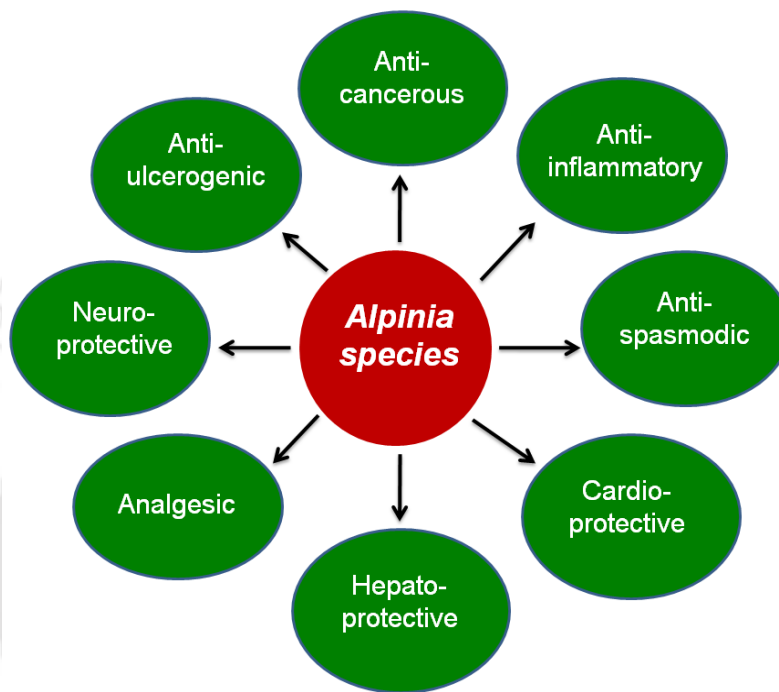 Anti-
cancerous
Anti-
inflammatory
Anti-
ulcerogenic
Alpinia
species
Anti-
spasmodic
Neuro-
protective
Cardio-
protective
Analgesic
Hepato-
protective